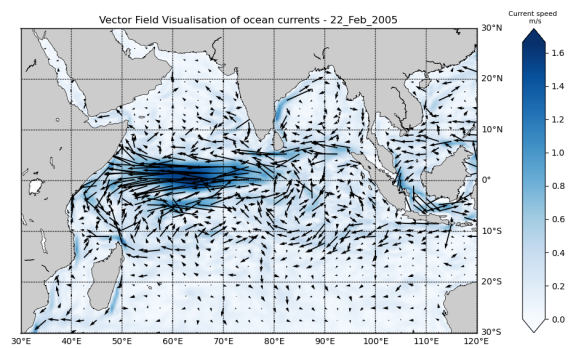 Vector Field Visualisation of ocean currents - 22_Feb_2005
Current speed
m/s
30°N
20°N
10°N
0°
10°S
20°S
30°S
30°E 40°E 50°E 60°E 70°E 80°E 90°E 100°E 110°E 120°E
1.6
1.4
1.2
1.0
0.8
0.6
0.4
0.2
0.0